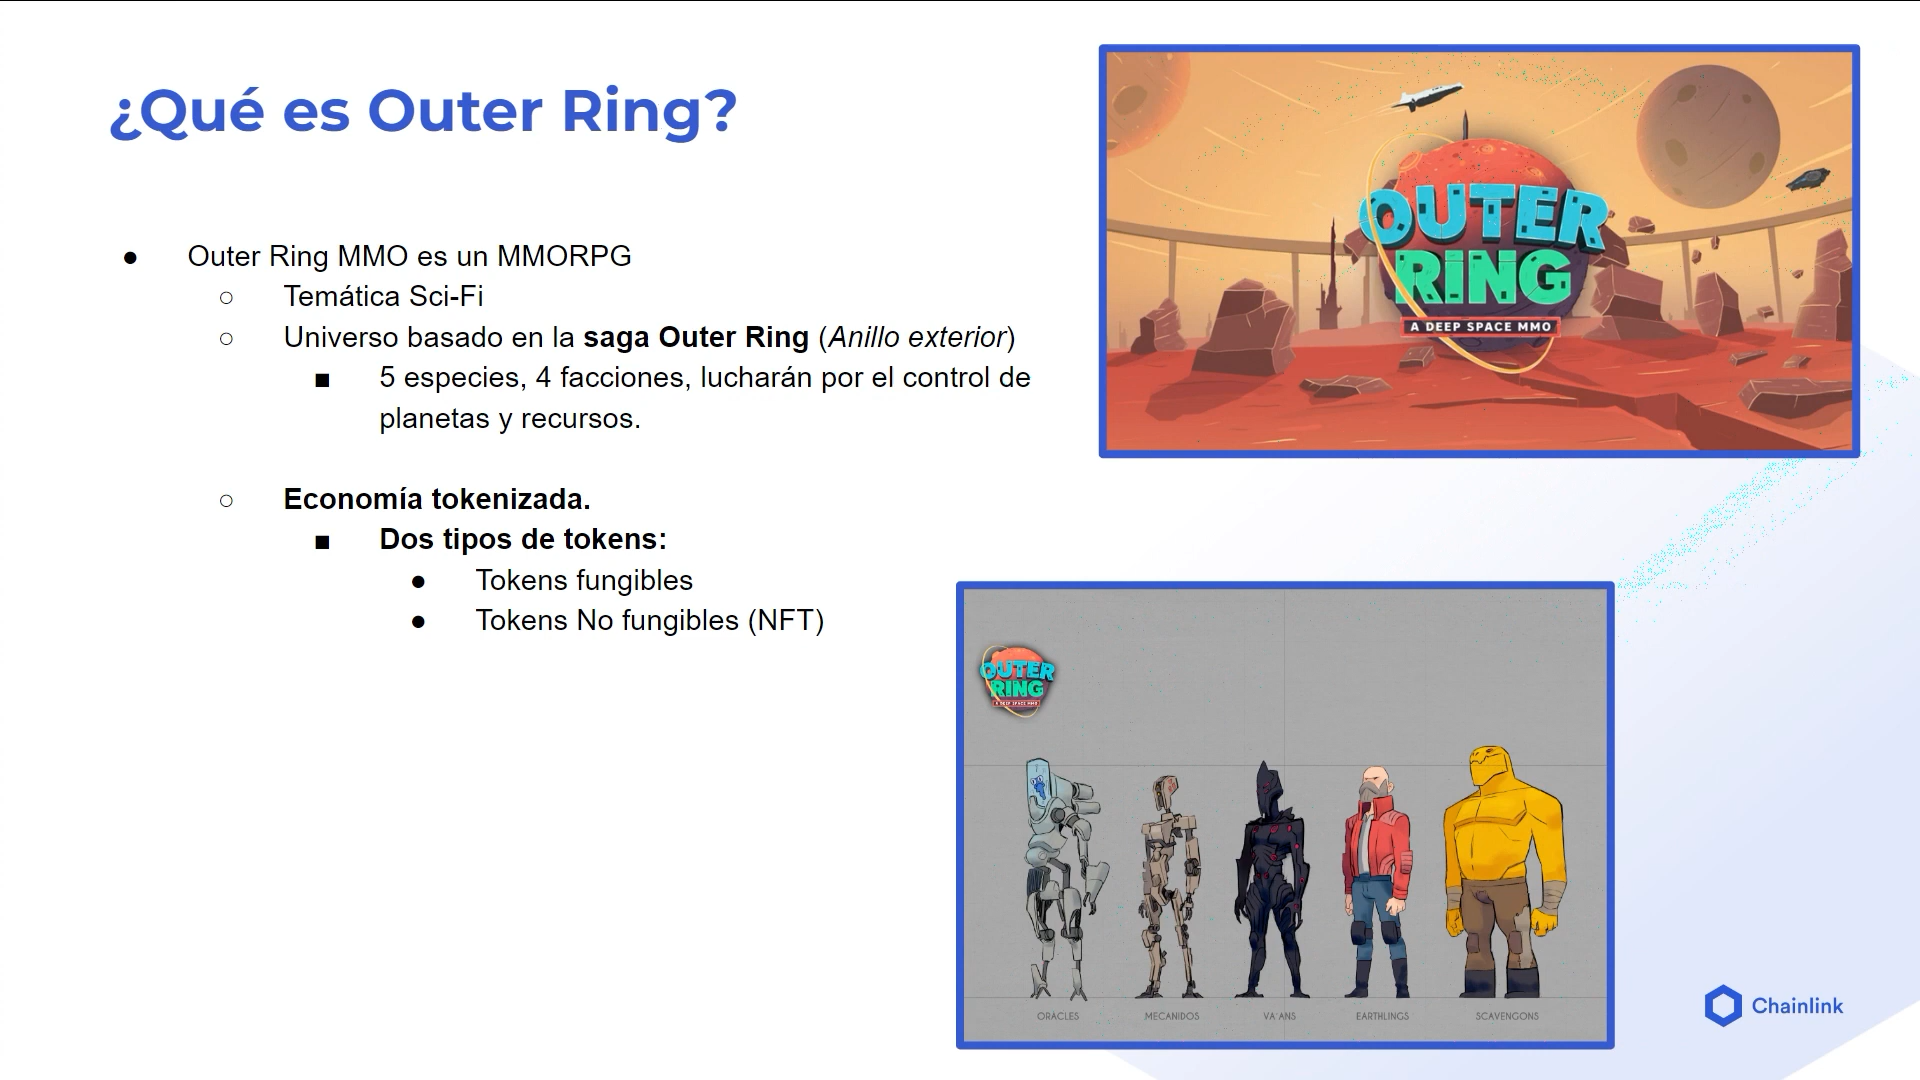 ¿Qué es Outer Ring?
● Outer Ring MMO es un MMORPG
○ Temática Sci-Fi
○ Universo basado en la saga Outer Ring (Anillo exterior)
■ 5 especies, 4 facciones, lucharán por el control de
planetas y recursos.
○ Economía tokenizada.
■ Dos tipos de tokens:
● Tokens fungibles
● Tokens No fungibles (NFT)
OUTER
RING
A DEEP SPACE MMO
OUTER
RING
A DEEP SPACE MMO
ORACLES MECANIDOS VA'ANS EARTHLINGS SCAVENGONS
Chainlink